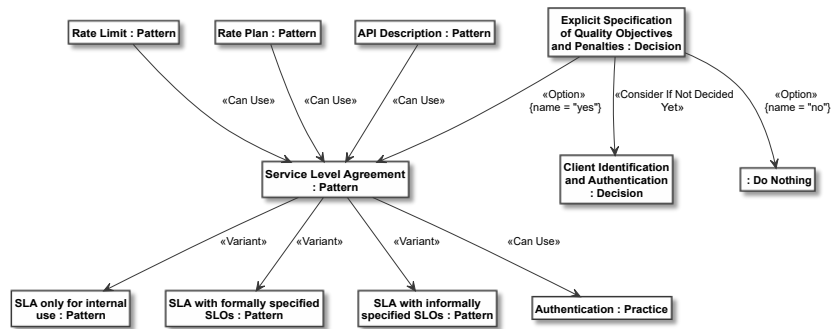 Rate Limit : Pattern
Rate Plan : Pattern
API Description : Pattern
Explicit Specification
of Quality Objectives
and Penalties : Decision
«Can Use»
«Can Use»
«Can Use»
«Option»
{name = "yes"}
«Consider If Not Decided
Yet»
«Option»
{name = "no"}
Service Level Agreement
: Pattern
Client Identification
and Authentication
: Decision
: Do Nothing
«Variant»
«Variant»
«Variant»
«Can Use»
SLA only for internal
use : Pattern
SLA with formally specified
SLOs : Pattern
SLA with informally
specified SLOs : Pattern
Authentication : Practice